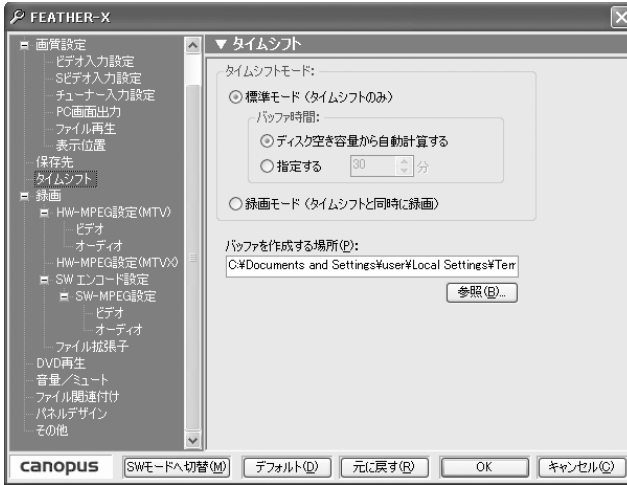 FEATHER-X
画質設定
ビデオ入力設定
Sビデオ入力設定
チューナー入力設定
PC画面出力
ファイル再生
表示位置
保存先
タイムシフト
録画
HW-MPEG設定(MTV)
ビデオ
オーディオ
HW-MPEG設定(MTVX)
SW エンコード設定
SW-MPEG設定
ビデオ
オーディオ
ファイル拡張子
DVD再生
音量／ミュート
ファイル関連付け
パネルデザイン
その他
▼ タイムシフト
タイムシフトモード:
標準モード (タイムシフトのみ)
バッファ時間:
ディスク空き容量から自動計算する
指定する 30 分
録画モード (タイムシフトと同時に録画)
バッファを作成する場所(P):
C:¥Documents and Settings¥user¥Local Settings¥Tem
参照(B)...
canopus SWモードへ切替(M) デフォルト(D) 元に戻す(R) OK キャンセル(C)